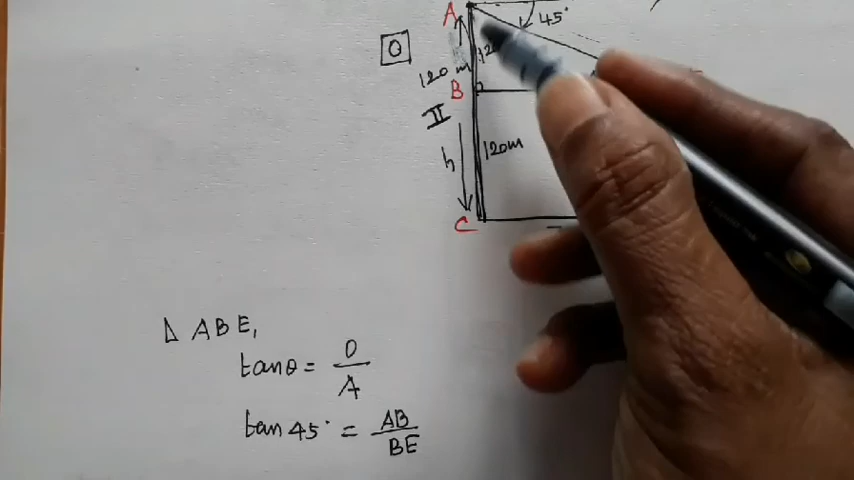 A
45°
O
120 m
B
II
h
120m
C
Δ ABE,
tanθ = O
A
tan 45° = AB
BE